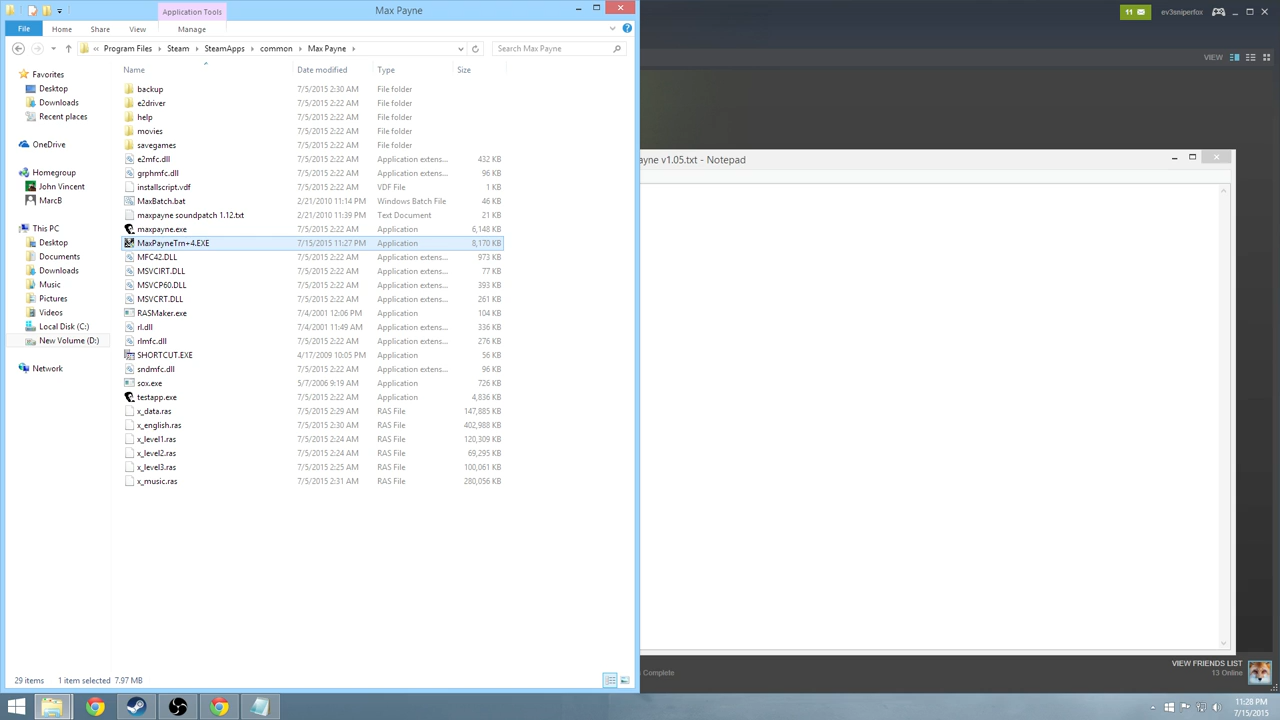 Application Tools
Max Payne
11
ev3sniperfox
File
Home
Share
View
Manage
« Program Files Steam SteamApps common Max Payne
Search Max Payne
VIEW
Name
Date modified
Type
Size
Favorites
Desktop
Downloads
Recent places
OneDrive
Homegroup
John Vincent
MarcB
This PC
Desktop
Documents
Downloads
Music
Pictures
Videos
Local Disk (C:)
New Volume (D:)
Network
backup 7/5/2015 2:30 AM File folder
e2driver 7/5/2015 2:22 AM File folder
help 7/5/2015 2:22 AM File folder
movies 7/5/2015 2:22 AM File folder
savegames 7/5/2015 2:22 AM File folder
e2mfc.dll 7/5/2015 2:22 AM Application extens... 432 KB
grphmfc.dll 7/5/2015 2:22 AM Application extens... 96 KB
installscript.vdf 7/5/2015 2:22 AM VDF File 1 KB
MaxBatch.bat 2/21/2010 11:14 PM Windows Batch File 46 KB
maxpayne soundpatch 1.12.txt 2/21/2010 11:39 PM Text Document 21 KB
maxpayne.exe 7/5/2015 2:22 AM Application 6,148 KB
MaxPayneTrn+4.EXE 7/15/2015 11:27 PM Application 8,170 KB
MFC42.DLL 7/5/2015 2:22 AM Application extens... 973 KB
MSVCIRT.DLL 7/5/2015 2:22 AM Application extens... 77 KB
MSVCP60.DLL 7/5/2015 2:22 AM Application extens... 393 KB
MSVCRT.DLL 7/5/2015 2:22 AM Application extens... 261 KB
RASMaker.exe 7/4/2001 12:06 PM Application 104 KB
rl.dll 7/4/2001 11:49 AM Application extens... 336 KB
rlmfc.dll 7/5/2015 2:22 AM Application extens... 276 KB
SHORTCUT.EXE 4/17/2009 10:05 PM Application 56 KB
sndmfc.dll 7/5/2015 2:22 AM Application extens... 96 KB
sox.exe 5/7/2006 9:19 AM Application 726 KB
testapp.exe 7/5/2015 2:22 AM Application 4,836 KB
x_data.ras 7/5/2015 2:29 AM RAS File 147,885 KB
x_english.ras 7/5/2015 2:30 AM RAS File 402,988 KB
x_level1.ras 7/5/2015 2:24 AM RAS File 120,309 KB
x_level2.ras 7/5/2015 2:24 AM RAS File 69,295 KB
x_level3.ras 7/5/2015 2:25 AM RAS File 100,061 KB
x_music.ras 7/5/2015 2:31 AM RAS File 280,056 KB
ayne v1.05.txt - Notepad
29 items 1 item selected 7.97 MB
Complete
VIEW FRIENDS LIST
13 Online
11:28 PM
7/15/2015